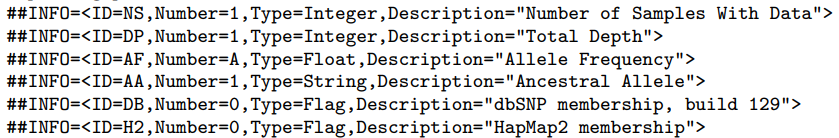 ##INFO=<ID=NS,Number=1,Type=Integer,Description="Number of Samples With Data">
##INFO=<ID=DP,Number=1,Type=Integer,Description="Total Depth">
##INFO=<ID=AF,Number=A,Type=Float,Description="Allele Frequency">
##INFO=<ID=AA,Number=1,Type=String,Description="Ancestral Allele">
##INFO=<ID=DB,Number=0,Type=Flag,Description="dbSNP membership, build 129">
##INFO=<ID=H2,Number=0,Type=Flag,Description="HapMap2 membership">